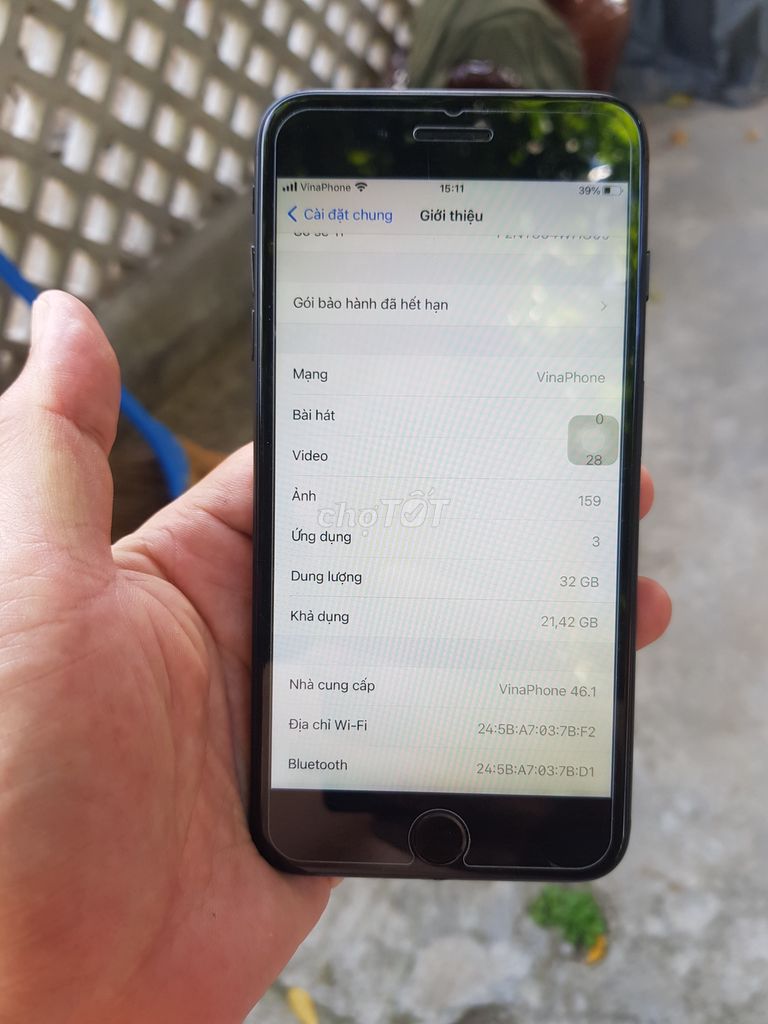 VinaPhone 15:11 39%
Cài đặt chung Giới thiệu
Gói bảo hành đã hết hạn
Mạng VinaPhone
Bài hát 0
Video 28
Ảnh 159
chợTỐT
Ứng dụng 3
Dung lượng 32 GB
Khả dụng 21,42 GB
Nhà cung cấp VinaPhone 46.1
Địa chỉ Wi-Fi 24:5B:A7:03:7B:F2
Bluetooth 24:5B:A7:03:7B:D1